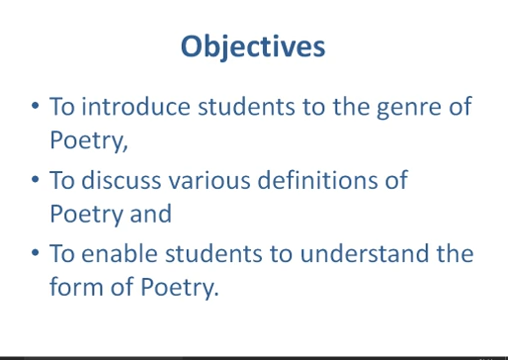 Objectives
• To introduce students to the genre of
Poetry,
• To discuss various definitions of
Poetry and
• To enable students to understand the
form of Poetry.